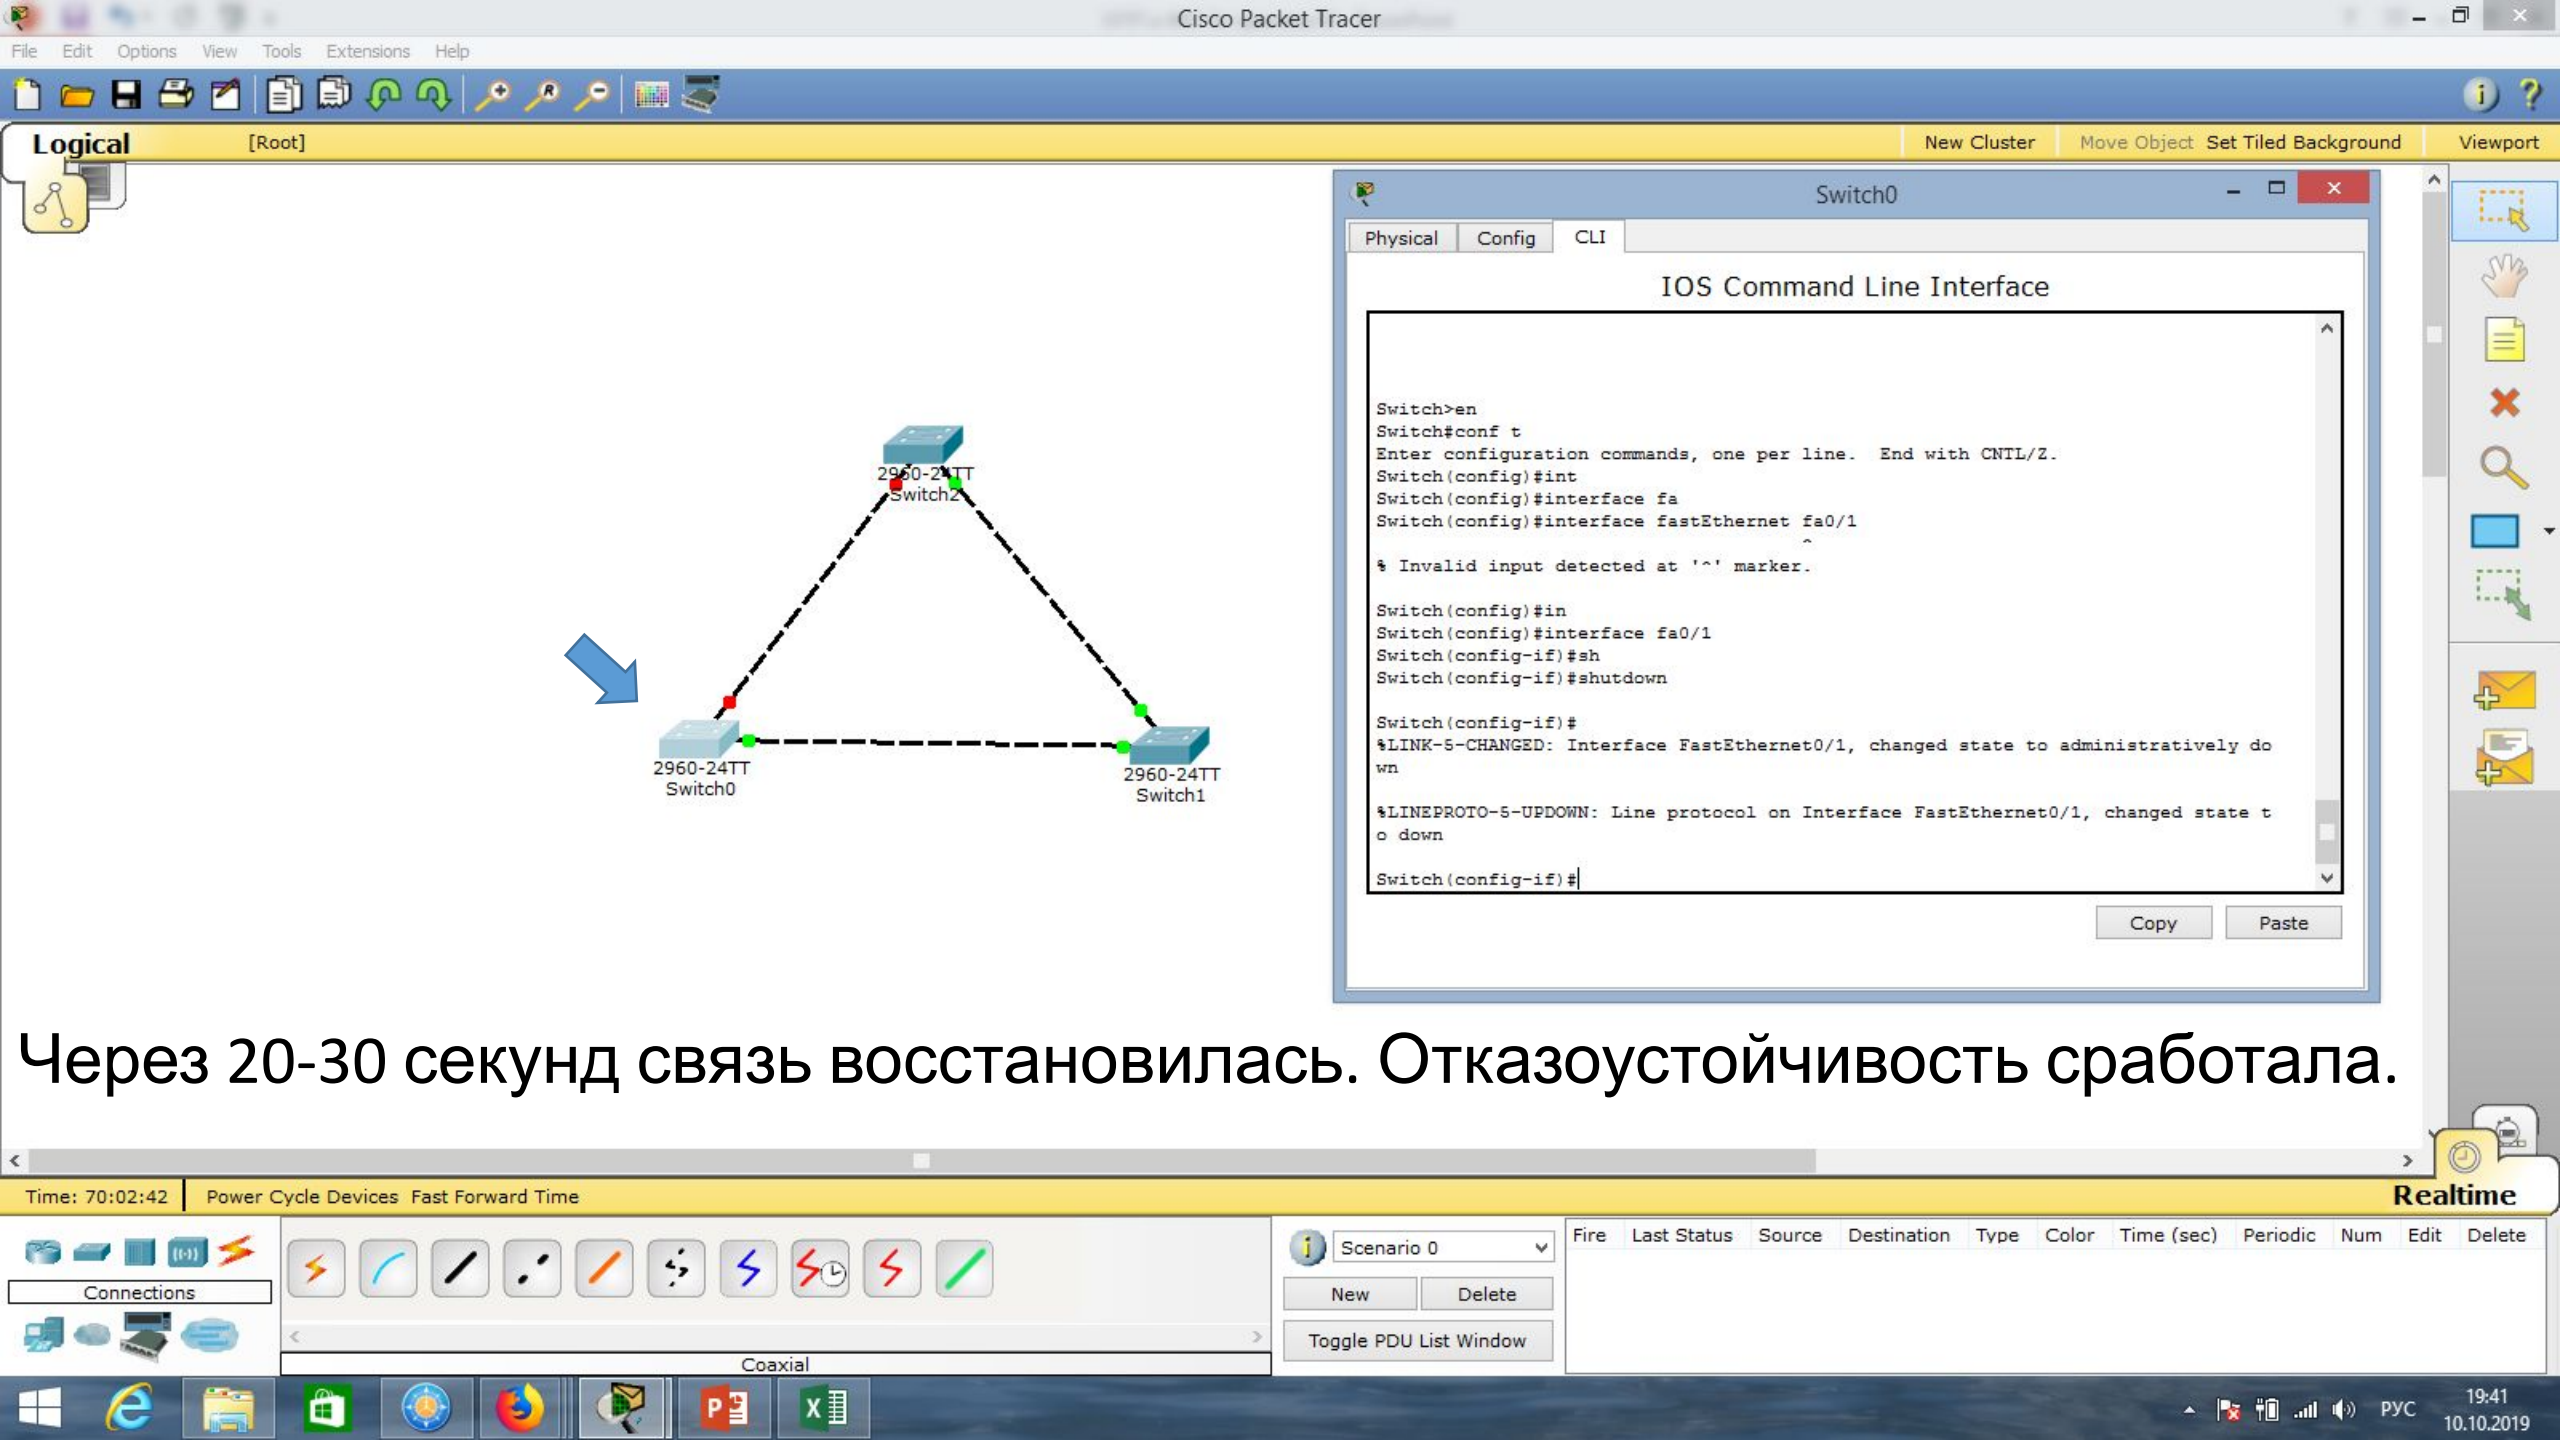 Cisco Packet Tracer
File Edit Options View Tools Extensions Help
Logical [Root] New Cluster Move Object Set Tiled Background Viewport
Switch0
Physical Config CLI
IOS Command Line Interface
Switch>en
Switch#conf t
Enter configuration commands, one per line.  End with CNTL/Z.
Switch(config)#int
Switch(config)#interface fa
Switch(config)#interface fastEthernet fa0/1
^
% Invalid input detected at '^' marker.
Switch(config)#in
Switch(config)#interface fa0/1
Switch(config-if)#sh
Switch(config-if)#shutdown
Switch(config-if)#
%LINK-5-CHANGED: Interface FastEthernet0/1, changed state to administratively do
wn
%LINEPROTO-5-UPDOWN: Line protocol on Interface FastEthernet0/1, changed state t
o down
Switch(config-if)#
Copy Paste
2960-24TT
Switch2
2960-24TT
Switch0
2960-24TT
Switch1
Через 20-30 секунд связь восстановилась. Отказоустойчивость сработала.
Time: 70:02:42 Power Cycle Devices Fast Forward Time Realtime
Connections
Coaxial
Scenario 0
New Delete
Toggle PDU List Window
Fire Last Status Source Destination Type Color Time (sec) Periodic Num Edit Delete
РУС
19:41
10.10.2019